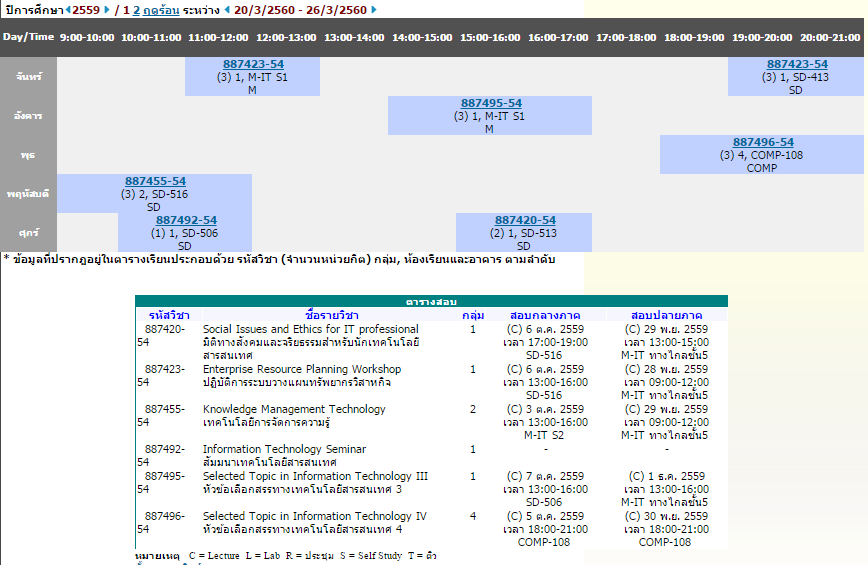 ปีการศึกษา 2559 / 1 2 ฤดูร้อน ระหว่าง 20/3/2560 - 26/3/2560
Day/Time 9:00-10:00 10:00-11:00 11:00-12:00 12:00-13:00 13:00-14:00 14:00-15:00 15:00-16:00 16:00-17:00 17:00-18:00 18:00-19:00 19:00-20:00 20:00-21:00
จันทร์
887423-54
(3) 1, M-IT S1
M
887423-54
(3) 1, SD-413
SD
อังคาร
887495-54
(3) 1, M-IT S1
M
พุธ
887496-54
(3) 4, COMP-108
COMP
พฤหัสบดี
887455-54
(3) 2, SD-516
SD
ศุกร์
887492-54
(1) 1, SD-506
SD
887420-54
(2) 1, SD-513
SD
* ข้อมูลที่ปรากฎอยู่ในตารางเรียนประกอบด้วย รหัสวิชา (จำนวนหน่วยกิต) กลุ่ม, ห้องเรียนและอาคาร ตามลำดับ
ตารางสอบ
รหัสวิชา ชื่อรายวิชา กลุ่ม สอบกลางภาค สอบปลายภาค
887420- Social Issues and Ethics for IT professional 1 (C) 6 ต.ค. 2559 (C) 29 พ.ย. 2559
54 มิติทางสังคมและจริยธรรมสำหรับนักเทคโนโลยี เวลา 17:00-19:00 เวลา 13:00-15:00
สารสนเทศ SD-516 M-IT ทางไกลชั้น5
887423- Enterprise Resource Planning Workshop 1 (C) 6 ต.ค. 2559 (C) 28 พ.ย. 2559
54 ปฏิบัติการระบบวางแผนทรัพยากรวิสาหกิจ เวลา 13:00-16:00 เวลา 09:00-12:00
SD-516 M-IT ทางไกลชั้น5
887455- Knowledge Management Technology 2 (C) 3 ต.ค. 2559 (C) 29 พ.ย. 2559
54 เทคโนโลยีการจัดการความรู้ เวลา 13:00-16:00 เวลา 09:00-12:00
M-IT S2 M-IT ทางไกลชั้น5
887492- Information Technology Seminar 1 - -
54 สัมมนาเทคโนโลยีสารสนเทศ
887495- Selected Topic in Information Technology III 1 (C) 7 ต.ค. 2559 (C) 1 ธ.ค. 2559
54 หัวข้อเลือกสรรทางเทคโนโลยีสารสนเทศ 3 เวลา 13:00-16:00 เวลา 13:00-16:00
SD-506 M-IT ทางไกลชั้น5
887496- Selected Topic in Information Technology IV 4 (C) 5 ต.ค. 2559 (C) 30 พ.ย. 2559
54 หัวข้อเลือกสรรทางเทคโนโลยีสารสนเทศ 4 เวลา 18:00-21:00 เวลา 18:00-21:00
COMP-108 COMP-108
หมายเหตุ C = Lecture L = Lab R = ประชุม S = Self Study T = ติว